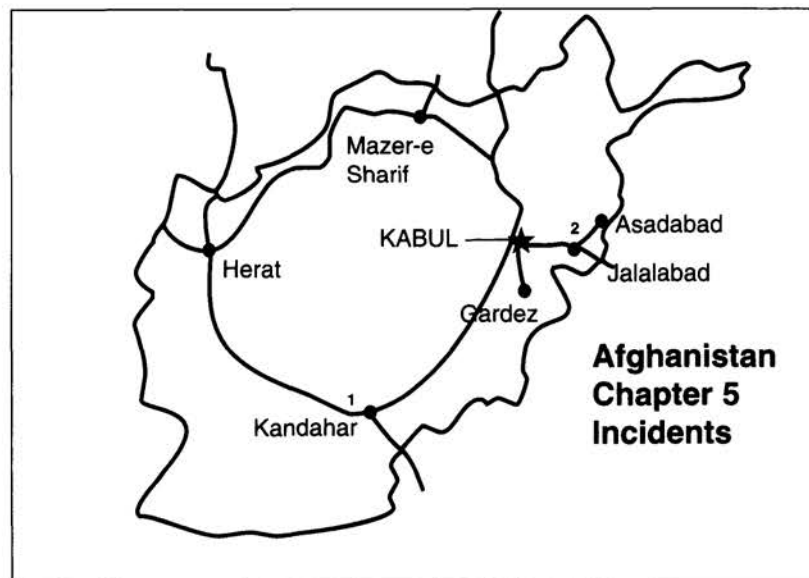 Mazer-e
Sharif
KABUL
2
Asadabad
Herat
Jalalabad
Gardez
Afghanistan
Chapter 5
Incidents
1
Kandahar